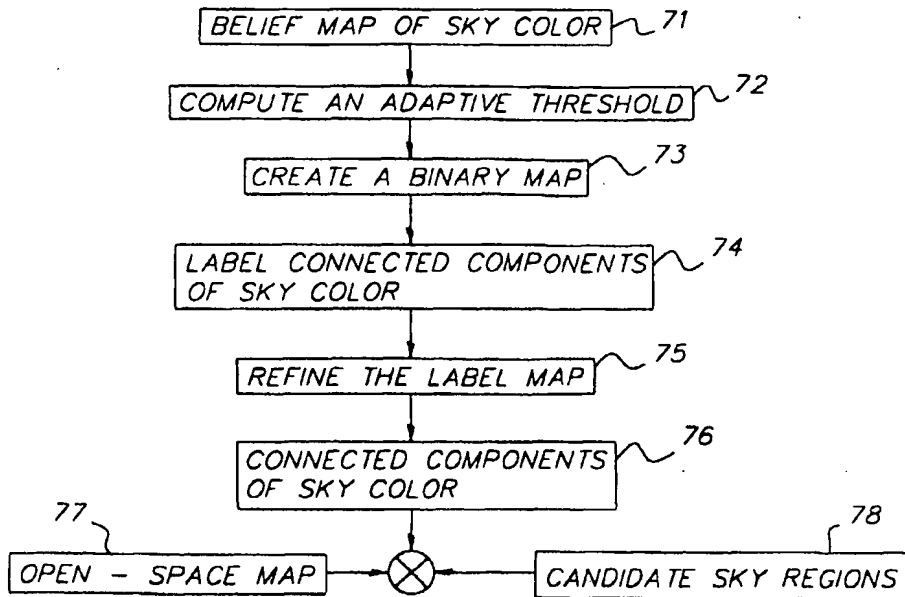 BELIEF MAP OF SKY COLOR
71
COMPUTE AN ADAPTIVE THRESHOLD
72
CREATE A BINARY MAP
73
LABEL CONNECTED COMPONENTS
OF SKY COLOR
74
REFINE THE LABEL MAP
75
CONNECTED COMPONENTS
OF SKY COLOR
76
77
OPEN - SPACE MAP
78
CANDIDATE SKY REGIONS